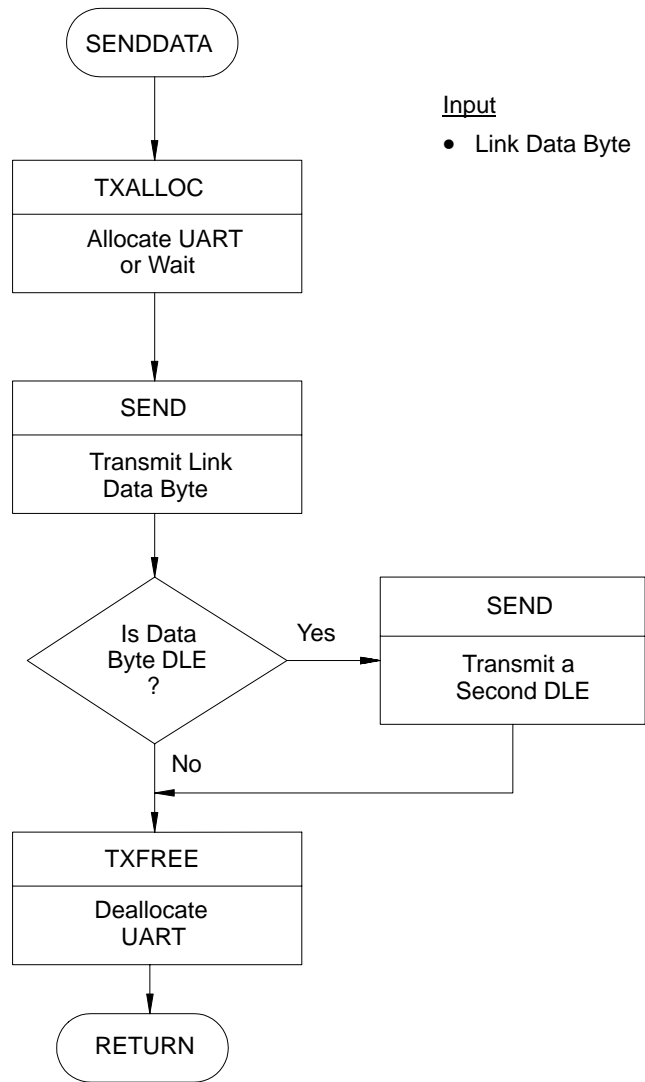 SENDDATA
Input
• Link Data Byte
TXALLOC
Allocate UART
or Wait
SEND
Transmit Link
Data Byte
Is Data
Byte DLE
?
Yes
SEND
Transmit a
Second DLE
No
TXFREE
Deallocate
UART
RETURN